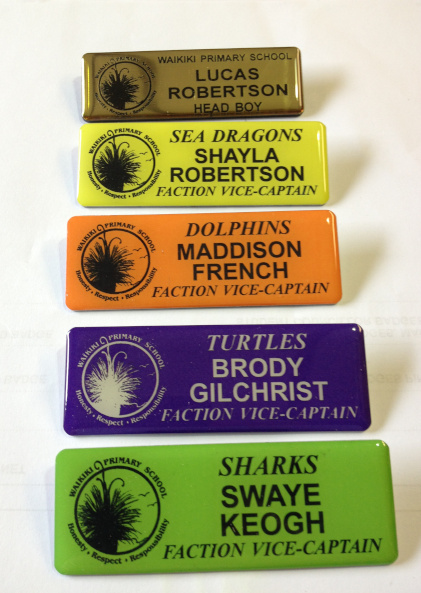 WAIKIKI PRIMARY SCHOOL
LUCAS
ROBERTSON
HEAD BOY
WAIKIKI PRIMARY SCHOOL
Honesty • Respect • Responsibility
SEA DRAGONS
SHAYLA
ROBERTSON
FACTION VICE-CAPTAIN
WAIKIKI PRIMARY SCHOOL
Honesty • Respect • Responsibility
DOLPHINS
MADDISON
FRENCH
FACTION VICE-CAPTAIN
WAIKIKI PRIMARY SCHOOL
Honesty • Respect • Responsibility
TURTLES
BRODY
GILCHRIST
FACTION VICE-CAPTAIN
WAIKIKI PRIMARY SCHOOL
Honesty • Respect • Responsibility
SHARKS
SWAYE
KEOGH
FACTION VICE-CAPTAIN